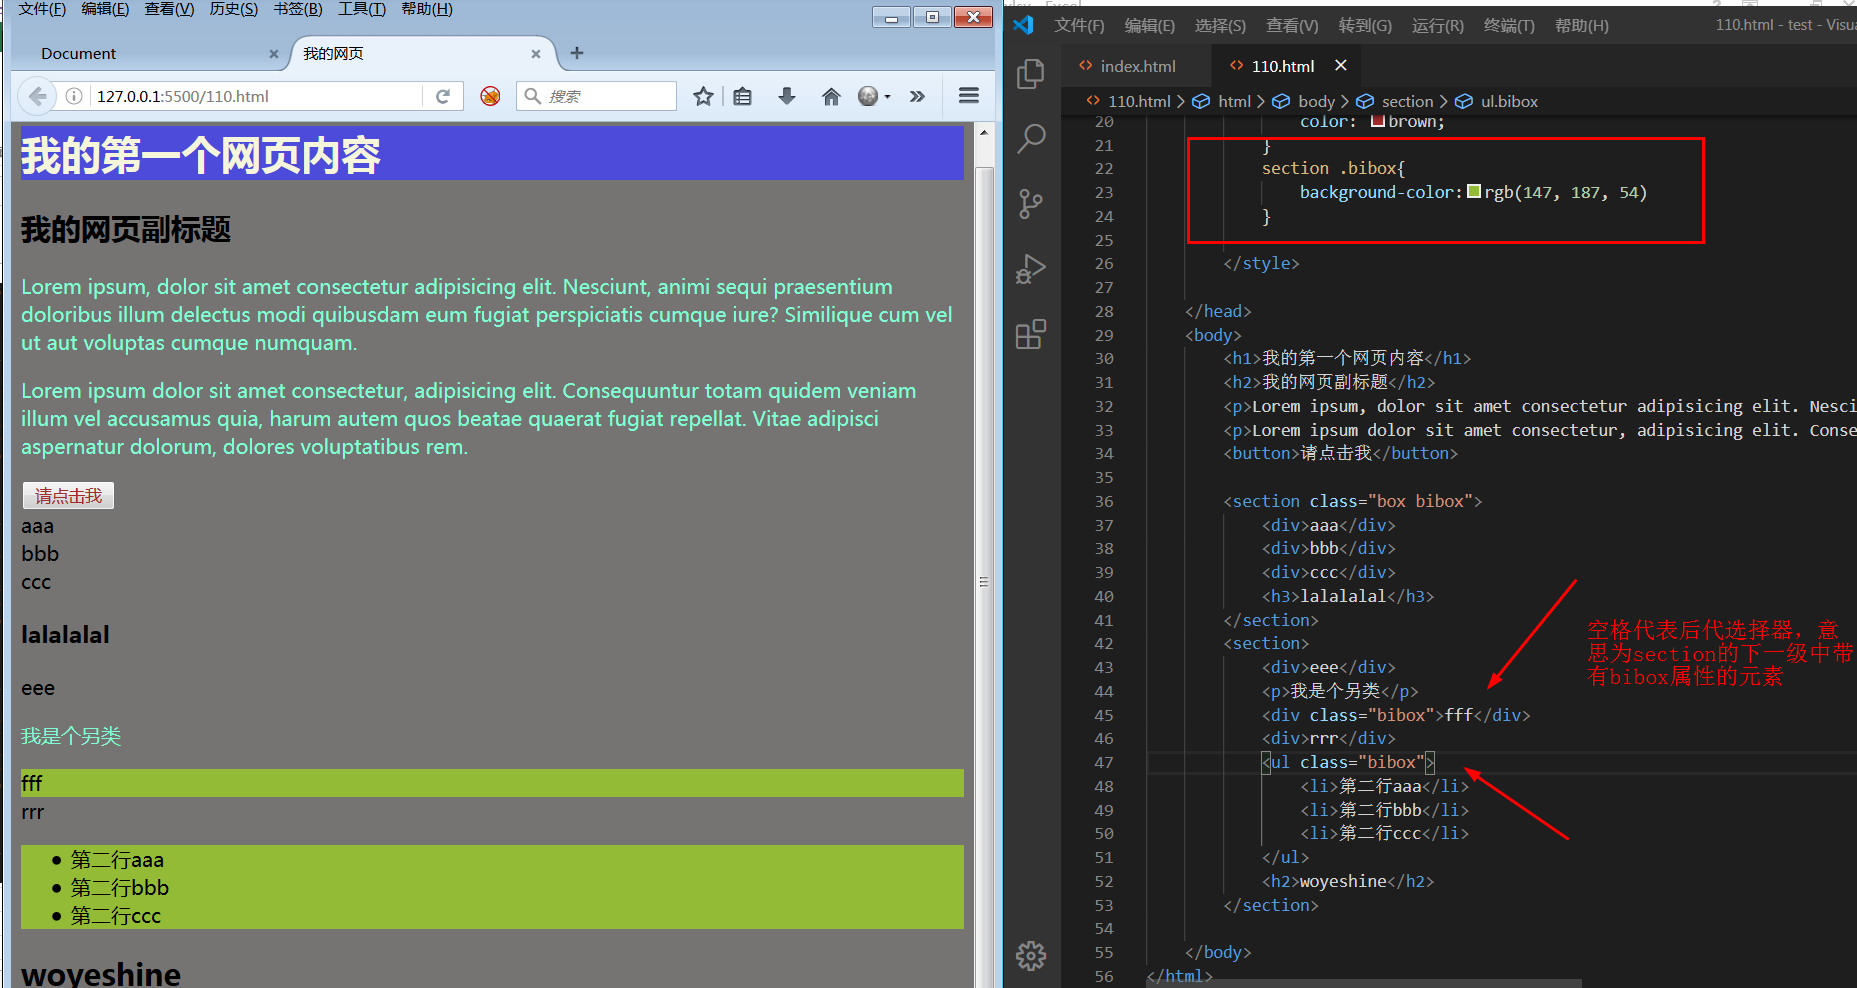 文件(F) 编辑(E) 查看(V) 历史(S) 书签(B) 工具(T) 帮助(H)
Document
我的网页
127.0.0.1:5500/110.html
搜索
我的第一个网页内容
我的网页副标题
Lorem ipsum, dolor sit amet consectetur adipisicing elit. Nesciunt, animi sequi praesentium
doloribus illum delectus modi quibusdam eum fugiat perspiciatis cumque iure? Similique cum vel
ut aut voluptas cumque numquam.
Lorem ipsum dolor sit amet consectetur, adipisicing elit. Consequuntur totam quidem veniam
illum vel accusamus quia, harum autem quos beatae quaerat fugiat repellat. Vitae adipisci
aspernatur dolorum, dolores voluptatibus rem.
请点击我
aaa
bbb
ccc
lalalalal
eee
我是个另类
fff
rrr
• 第二行aaa
• 第二行bbb
• 第二行ccc
woyeshine
文件(F) 编辑(E) 选择(S) 查看(V) 转到(G) 运行(R) 终端(T) 帮助(H) 110.html - test - Visua
index.html
110.html
110.html > html > body > section > ul.bibox
20 color: brown;
21 }
22 section .bibox{
23 background-color: rgb(147, 187, 54)
24 }
25
26 </style>
27
28 </head>
29 <body>
30 <h1>我的第一个网页内容</h1>
31 <h2>我的网页副标题</h2>
32 <p>Lorem ipsum, dolor sit amet consectetur adipisicing elit. Nesci
33 <p>Lorem ipsum dolor sit amet consectetur, adipisicing elit. Conse
34 <button>请点击我</button>
35
36 <section class="box bibox">
37 <div>aaa</div>
38 <div>bbb</div>
39 <div>ccc</div>
40 <h3>lalalalal</h3>
41 </section>
42 <section>
43 <div>eee</div>
44 <p>我是个另类</p>
45 <div class="bibox">fff</div>
46 <div>rrr</div>
47 <ul class="bibox">
48 <li>第二行aaa</li>
49 <li>第二行bbb</li>
50 <li>第二行ccc</li>
51 </ul>
52 <h2>woyeshine</h2>
53 </section>
54
55 </body>
56 </html>
空格代表后代选择器，意
思为section的下一级中带
有bibox属性的元素